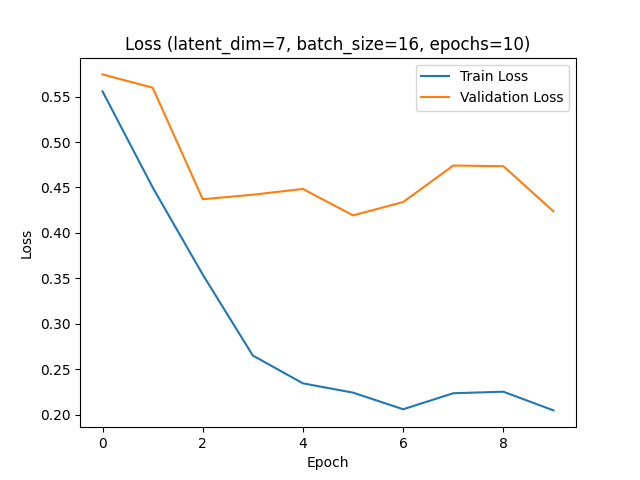 Loss (latent_dim=7, batch_size=16, epochs=10)
Train Loss
Validation Loss
0.55
0.50
0.45
0.40
0.35
0.30
0.25
0.20
Loss
0 2 4 6 8
Epoch